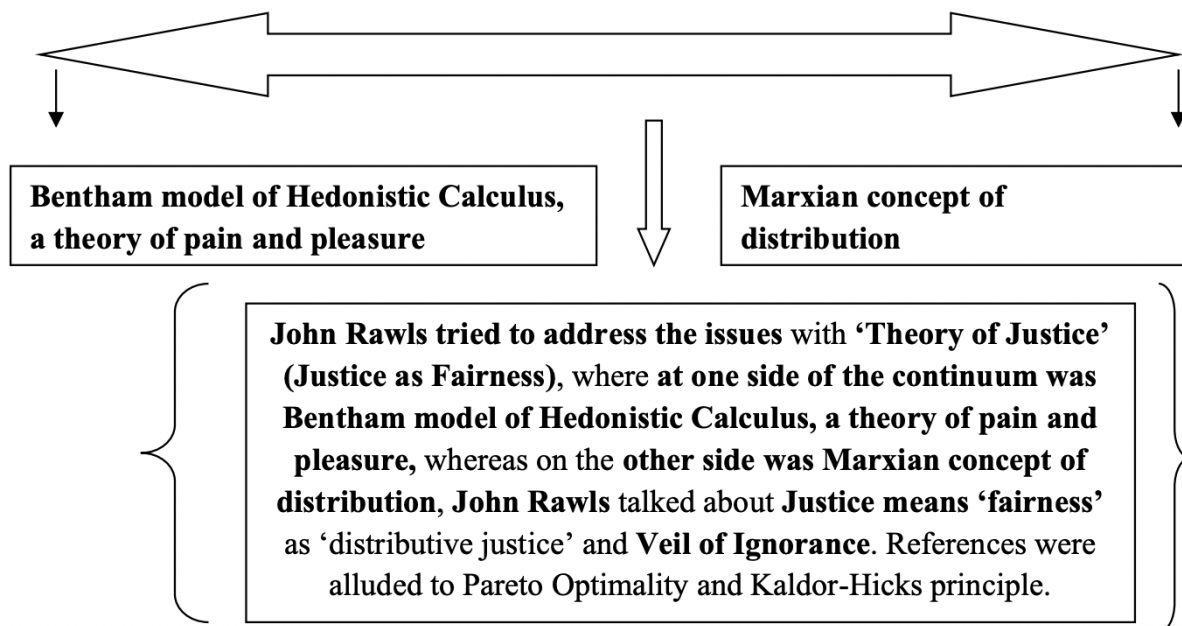 Bentham model of Hedonistic Calculus,
a theory of pain and pleasure
Marxian concept of
distribution
John Rawls tried to address the issues with ‘Theory of Justice’
(Justice as Fairness), where at one side of the continuum was
Bentham model of Hedonistic Calculus, a theory of pain and
pleasure, whereas on the other side was Marxian concept of
distribution, John Rawls talked about Justice means ‘fairness’
as ‘distributive justice’ and Veil of Ignorance. References were
alluded to Pareto Optimality and Kaldor-Hicks principle.